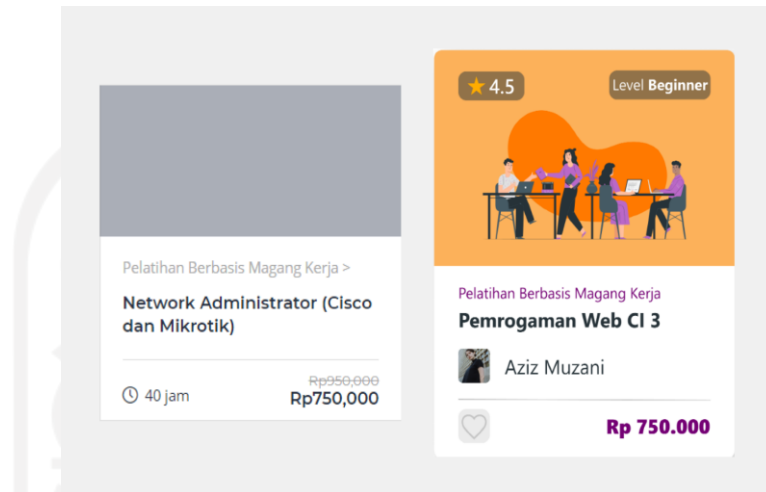 Pelatihan Berbasis Magang Kerja >
Network Administrator (Cisco
dan Mikrotik)
40 jam
Rp950,000
Rp750,000
4.5
Level Beginner
Pelatihan Berbasis Magang Kerja
Pemrogaman Web CI 3
Aziz Muzani
Rp 750.000